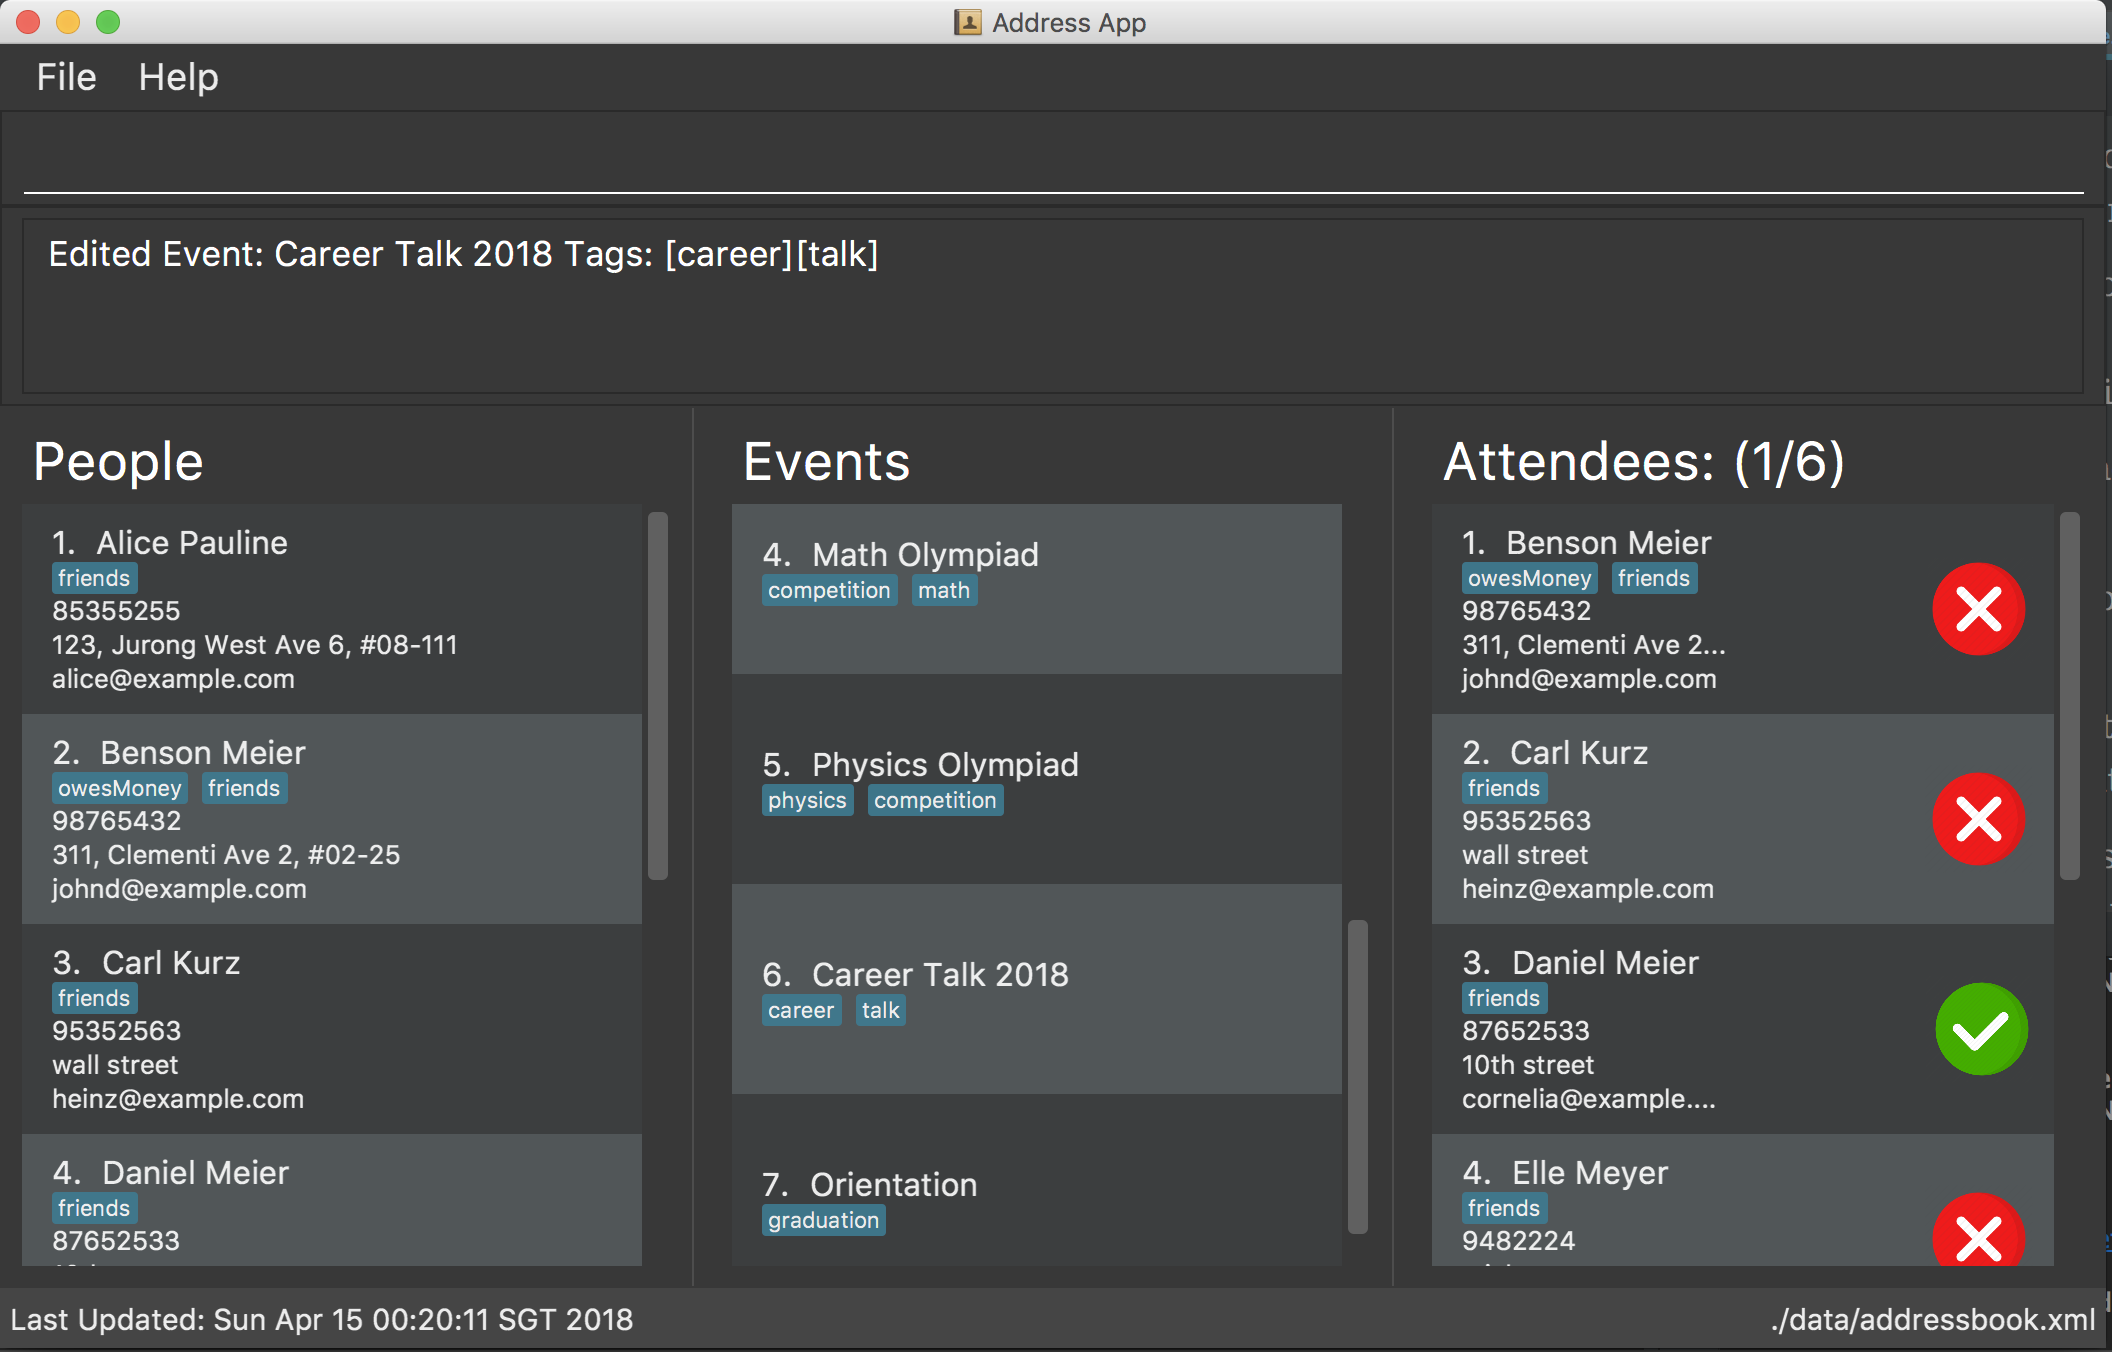 Address App
File Help
Edited Event: Career Talk 2018 Tags: [career][talk]
People
1. Alice Pauline
friends
85355255
123, Jurong West Ave 6, #08-111
alice@example.com
2. Benson Meier
owesMoney friends
98765432
311, Clementi Ave 2, #02-25
johnd@example.com
3. Carl Kurz
friends
95352563
wall street
heinz@example.com
4. Daniel Meier
friends
87652533
Events
4. Math Olympiad
competition math
5. Physics Olympiad
physics competition
6. Career Talk 2018
career talk
7. Orientation
graduation
Attendees: (1/6)
1. Benson Meier
owesMoney friends
98765432
311, Clementi Ave 2...
johnd@example.com
2. Carl Kurz
friends
95352563
wall street
heinz@example.com
3. Daniel Meier
friends
87652533
10th street
cornelia@example....
4. Elle Meyer
friends
9482224
Last Updated: Sun Apr 15 00:20:11 SGT 2018
./data/addressbook.xml